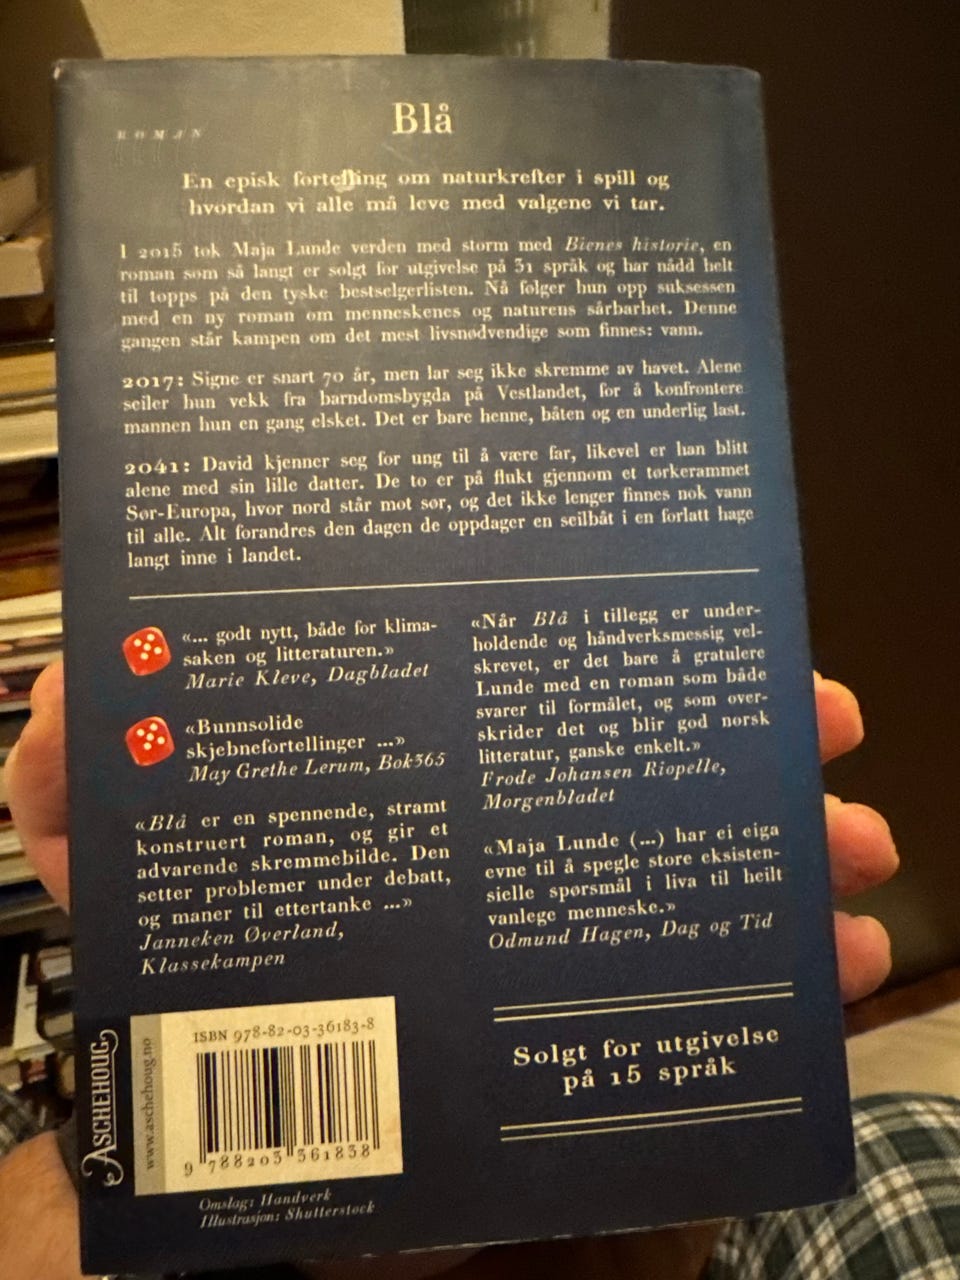 ROMAN
Blå
En episk fortelling om naturkrefter i spill og
hvordan vi alle må leve med valgene vi tar.
I 2015 tok Maja Lunde verden med storm med Bienes historie, en
roman som så langt er solgt for utgivelse på 31 språk og har nådd helt
til topps på den tyske bestselgerlisten. Nå følger hun opp suksessen
med en ny roman om menneskenes og naturens sårbarhet. Denne
gangen står kampen om det mest livsnødvendige som finnes: vann.
2017: Signe er snart 70 år, men lar seg ikke skremme av havet. Alene
seiler hun vekk fra barndomsbygda på Vestlandet, for å konfrontere
mannen hun en gang elsket. Det er bare henne, båten og en underlig last.
2041: David kjenner seg for ung til å være far, likevel er han blitt
alene med sin lille datter. De to er på flukt gjennom et tørkerammet
Sør-Europa, hvor nord står mot sør, og det ikke lenger finnes nok vann
til alle. Alt forandres den dagen de oppdager en seilbåt i en forlatt hage
langt inne i landet.
«... godt nytt, både for klima-
saken og litteraturen.»
Marie Kleve, Dagbladet
«Bunnsolide
skjebnefortellinger ...»
May Grethe Lerum, Bok365
«Blå er en spennende, stramt
konstruert roman, og gir et
advarende skremmebilde. Den
setter problemer under debatt,
og maner til ettertanke ...»
Janneken Øverland,
Klassekampen
«Når Blå i tillegg er under-
holdende og håndverksmessig vel-
skrevet, er det bare å gratulere
Lunde med en roman som både
svarer til formålet, og som over-
skrider det og blir god norsk
litteratur, ganske enkelt.»
Frode Johansen Riopelle,
Morgenbladet
«Maja Lunde (...) har ei eiga
evne til å spegle store eksisten-
sielle spørsmål i liva til heilt
vanlege menneske.»
Odmund Hagen, Dag og Tid
Solgt for utgivelse
på 15 språk
ASCHEHOUG
www.aschehoug.no
ISBN 978-82-03-36183-8
9 788203 361838
Omslag: Handverk
Illustrasjon: Shutterstock